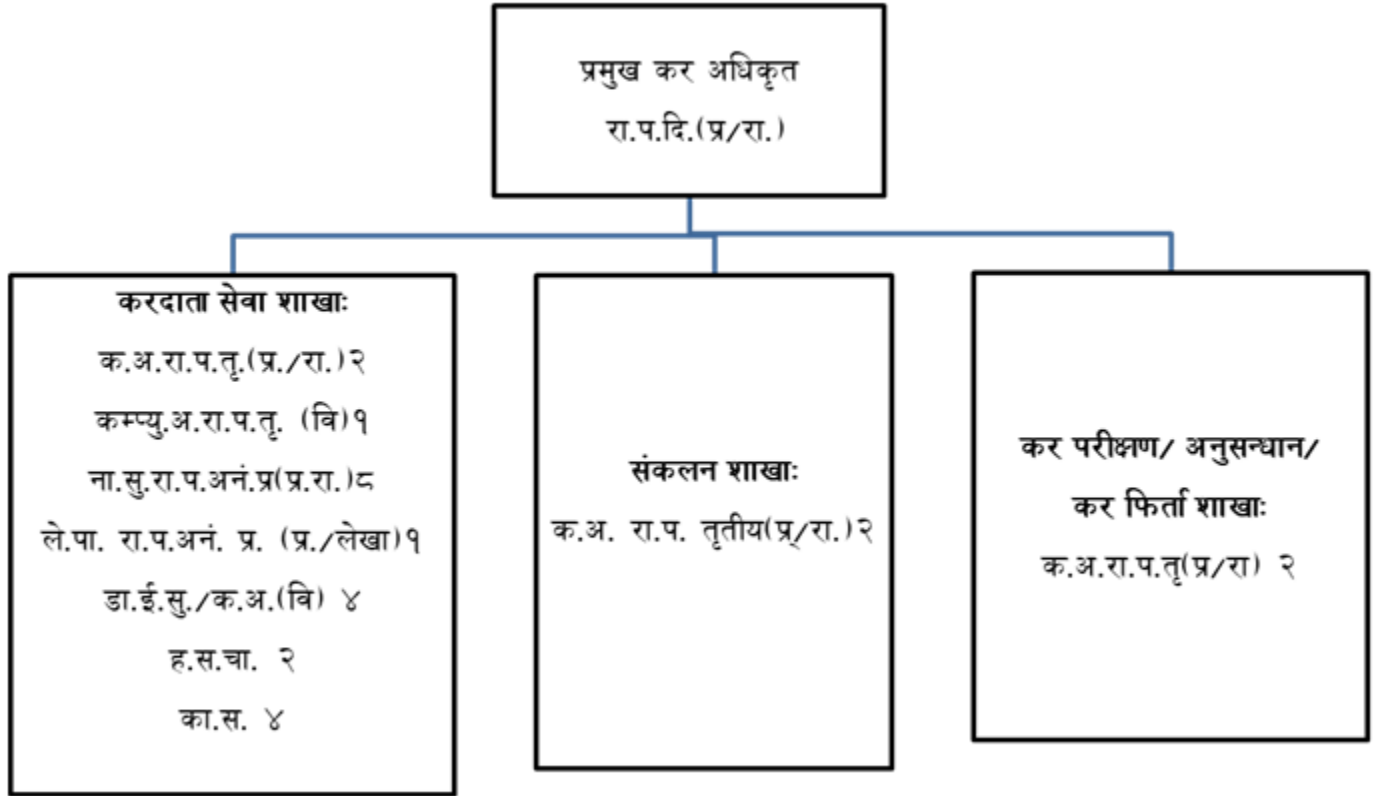 प्रमुख कर अधिकृत
रा.प.दि.(प्र/रा.)
करदाता सेवा शाखाः
क.अ.रा.प.तृ.(प्र./रा.)२
कम्प्यु.अ.रा.प.तृ. (वि)१
ना.सु.रा.प.अनं.प्र(प्र.रा.)८
ले.पा. रा.प.अनं. प्र. (प्र./लेखा)१
डा.ई.सु./क.अ.(वि) ४
ह.स.चा. २
का.स. ४
संकलन शाखाः
क.अ. रा.प. तृतीय(प्र्/रा.)२
कर परीक्षण/ अनुसन्धान/
कर फिर्ता शाखाः
क.अ.रा.प.तृ(प्र/रा) २